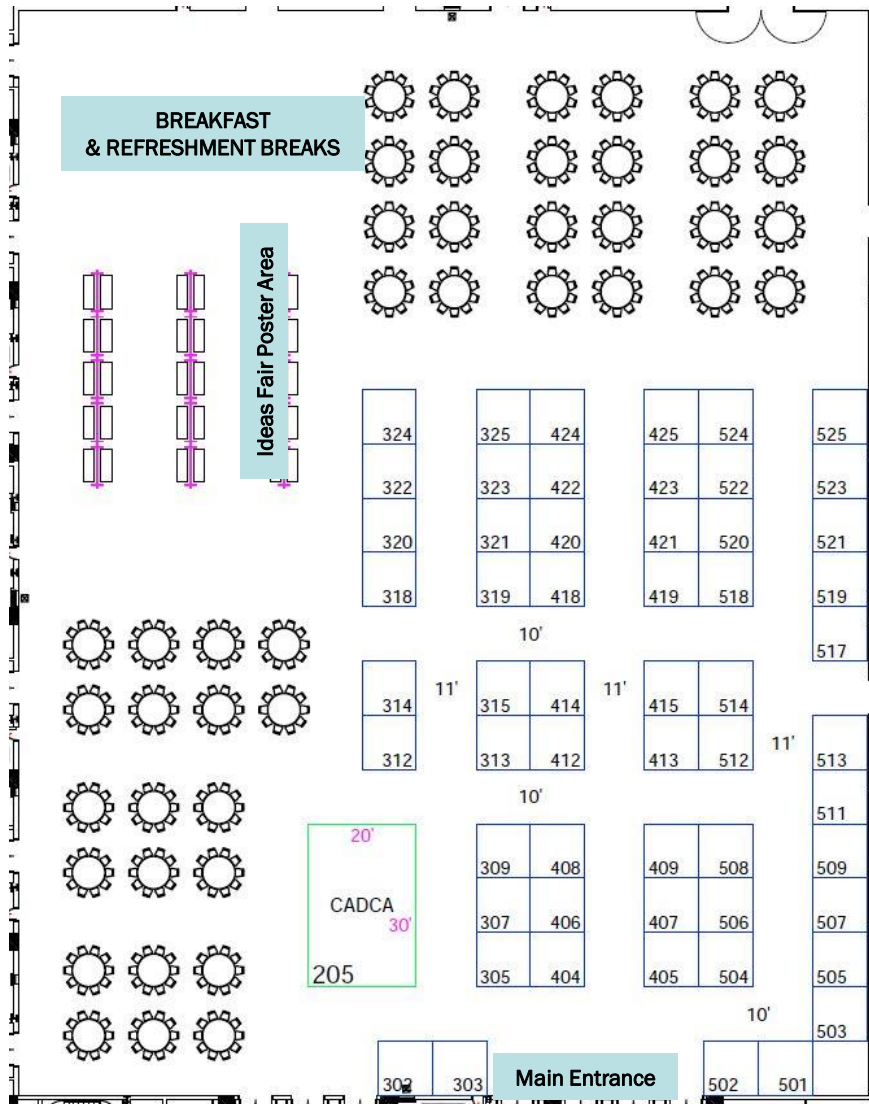 BREAKFAST
& REFRESHMENT BREAKS
Ideas Fair Poster Area
324 325 424 425 524 525
322 323 422 423 522 523
320 321 420 421 520 521
318 319 418 419 518 519
10'
517
314 11' 315 414 11' 415 514
11'
312 313 412 413 512 513
10'
511
20'
309 408 409 508 509
CADCA
30'
307 406 407 506 507
205 305 404 405 504 505
10'
503
302 303 Main Entrance 502 501